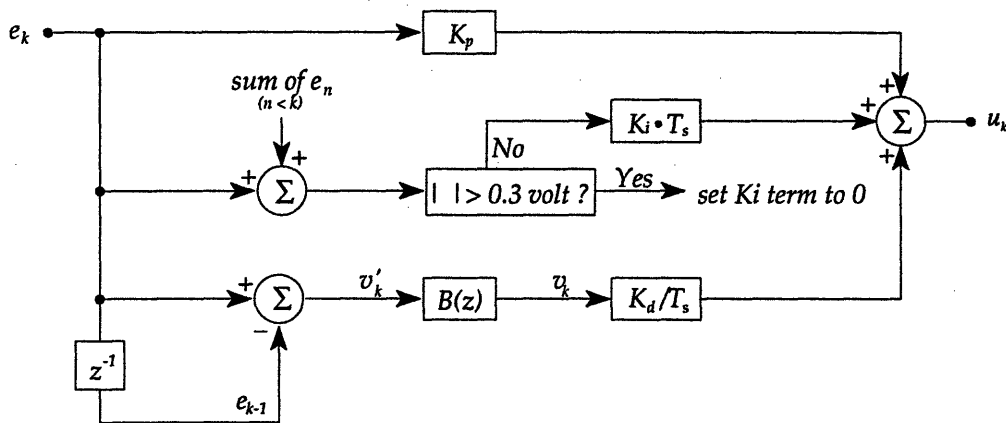 e_k
K_p
sum of e_n
(n < k)
+
+
Σ
No
K_i • T_s
| | > 0.3 volt ?
Yes
set Ki term to 0
+
+
+
Σ
u_k
+
−
Σ
v'_k
B(z)
v_k
K_d/T_s
z^-1
e_k-1